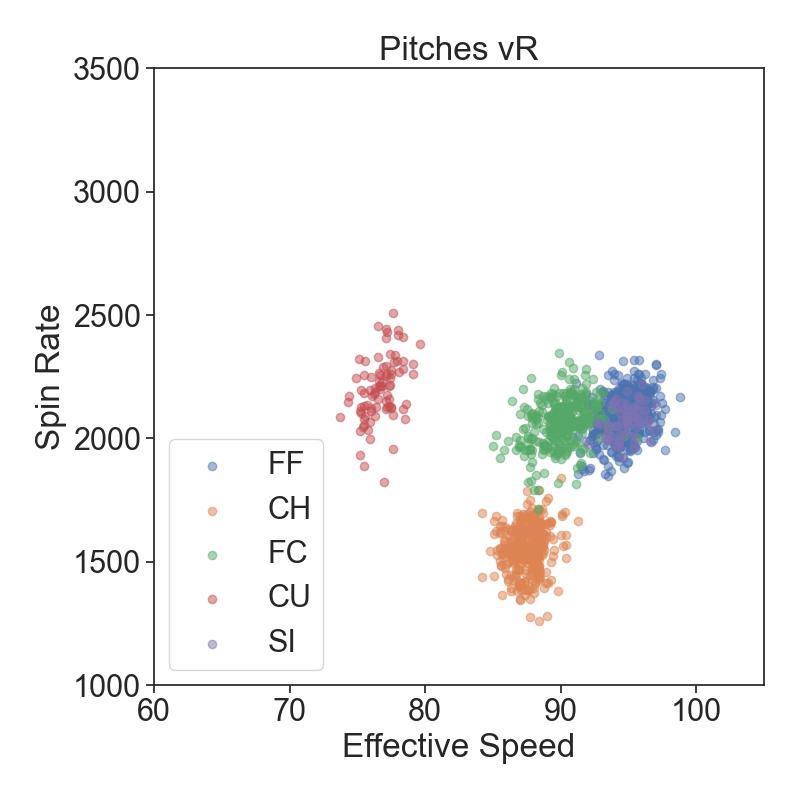 Pitches vR
3500
3000
2500
2000
1500
1000
Spin Rate
FF
CH
FC
CU
SI
60 70 80 90 100
Effective Speed